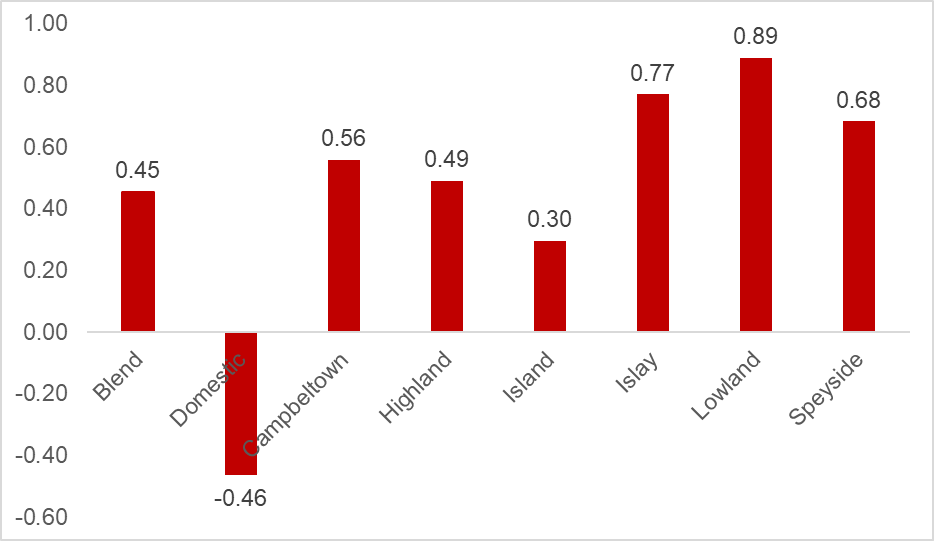 1.00
0.80
0.60
0.40
0.20
0.00
-0.20
-0.40
-0.60
0.45
-0.46
0.56
0.49
0.30
0.77
0.89
0.68
Blend
Domestic
Campbeltown
Highland
Island
Islay
Lowland
Speyside